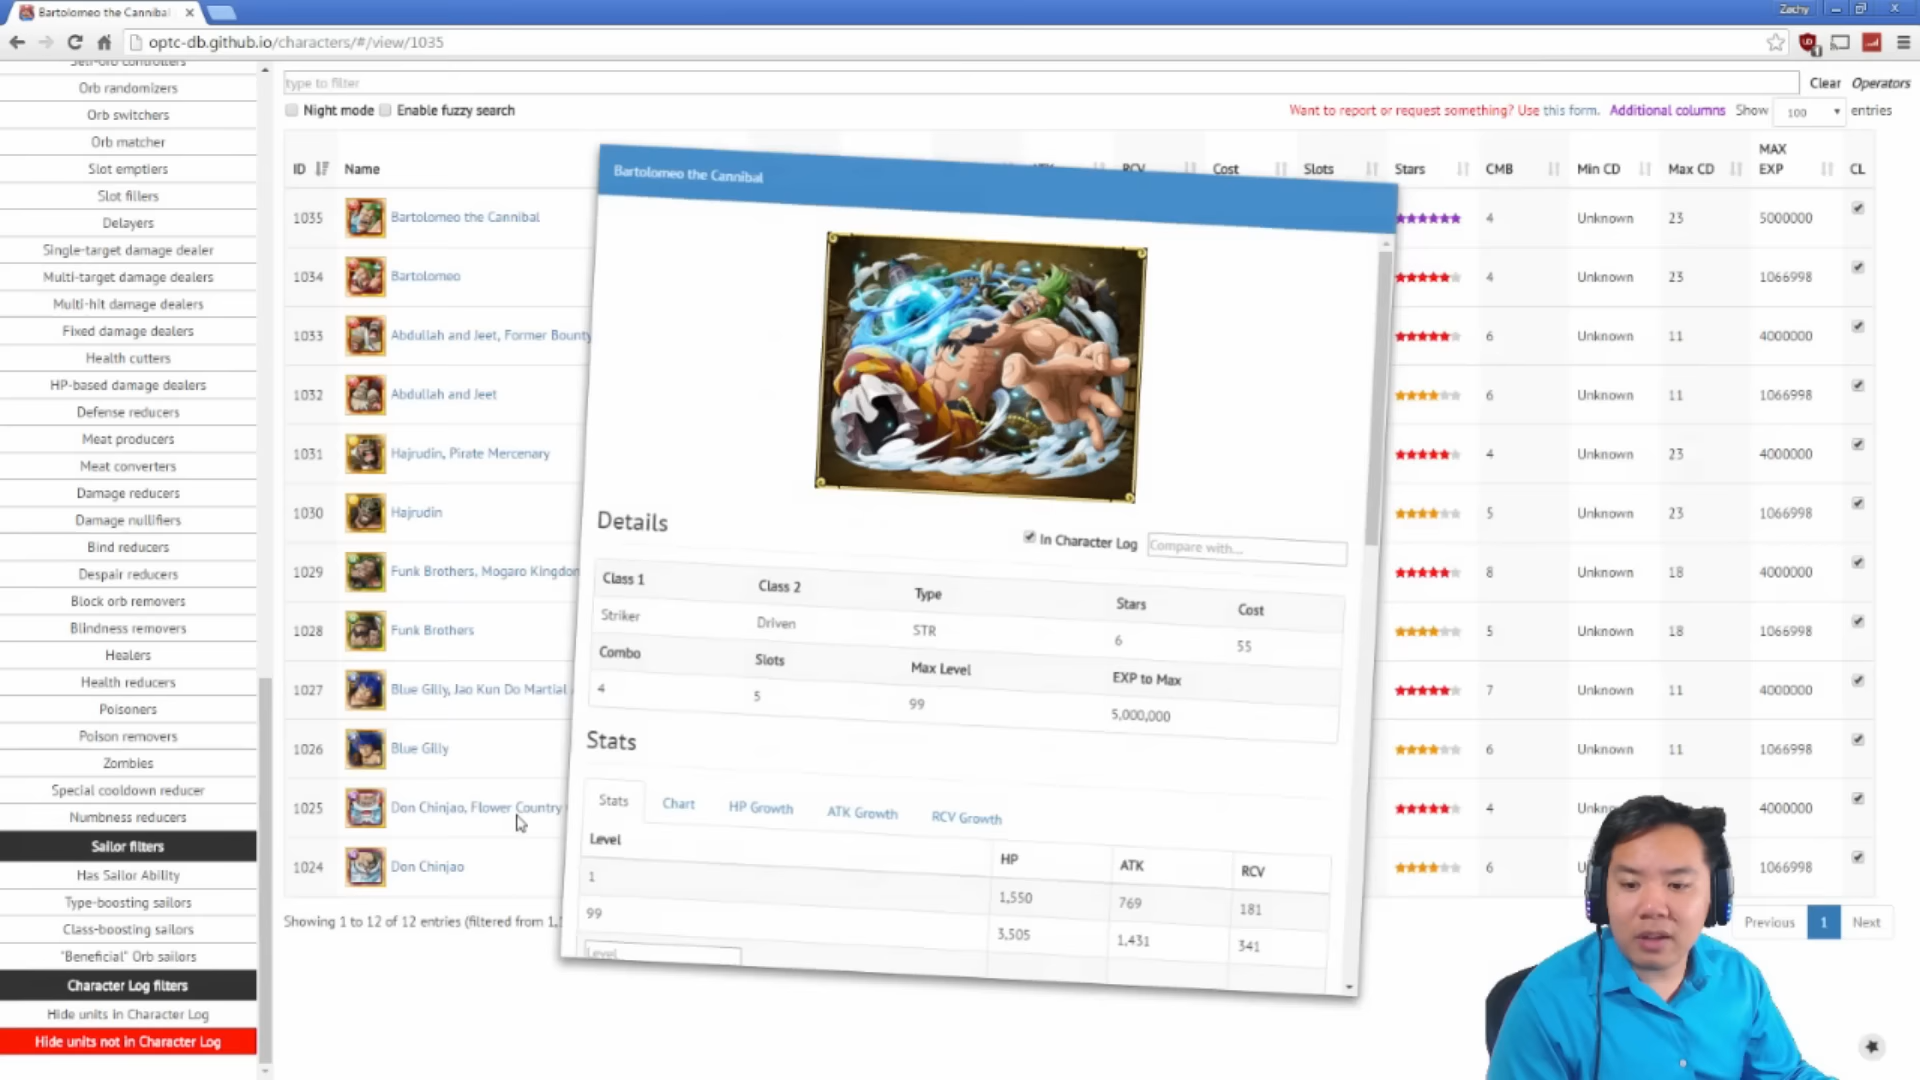 Bartolomeo the Cannibal
Zachy
optc-db.github.io/characters/#/view/1035
Self-orb controllers
Orb randomizers
Orb switchers
Orb matcher
Slot emptiers
Slot fillers
Delayers
Single-target damage dealer
Multi-target damage dealers
Multi-hit damage dealers
Fixed damage dealers
Health cutters
HP-based damage dealers
Defense reducers
Meat producers
Meat converters
Damage reducers
Damage nullifiers
Bind reducers
Despair reducers
Block orb removers
Blindness removers
Healers
Health reducers
Poisoners
Poison removers
Zombies
Special cooldown reducer
Numbness reducers
Sailor filters
Has Sailor Ability
Type-boosting sailors
Class-boosting sailors
"Beneficial" Orb sailors
Character Log filters
Hide units in Character Log
Hide units not in Character Log
type to filter
Clear Operators
Night mode Enable fuzzy search
Want to report or request something? Use this form. Additional columns Show 100 entries
ID Name ATK RCV Cost Slots Stars CMB Min CD Max CD MAX EXP CL
1035 Bartolomeo the Cannibal 4 Unknown 23 5000000
1034 Bartolomeo 4 Unknown 23 1066998
1033 Abdullah and Jeet, Former Bounty 6 Unknown 11 4000000
1032 Abdullah and Jeet 6 Unknown 11 1066998
1031 Hajrudin, Pirate Mercenary 4 Unknown 23 4000000
1030 Hajrudin 5 Unknown 23 1066998
1029 Funk Brothers, Mogaro Kingdom 8 Unknown 18 4000000
1028 Funk Brothers 5 Unknown 18 1066998
1027 Blue Gilly, Jao Kun Do Martial 7 Unknown 11 4000000
1026 Blue Gilly 6 Unknown 11 1066998
1025 Don Chinjao, Flower Country 4 4000000
1024 Don Chinjao 6 1066998
Showing 1 to 12 of 12 entries (filtered from 1,
Previous 1 Next
Bartolomeo the Cannibal
Details
In Character Log Compare with...
Class 1 Class 2 Type Stars Cost
Striker Driven STR 6 55
Combo Slots Max Level EXP to Max
4 5 99 5,000,000
Stats
Stats Chart HP Growth ATK Growth RCV Growth
Level HP ATK RCV
1 1,550 769 181
99 3,505 1,431 341
Level